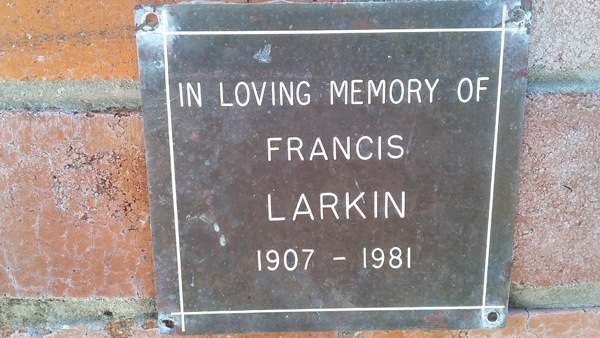 IN LOVING MEMORY OF
FRANCIS
LARKIN
1907 - 1981